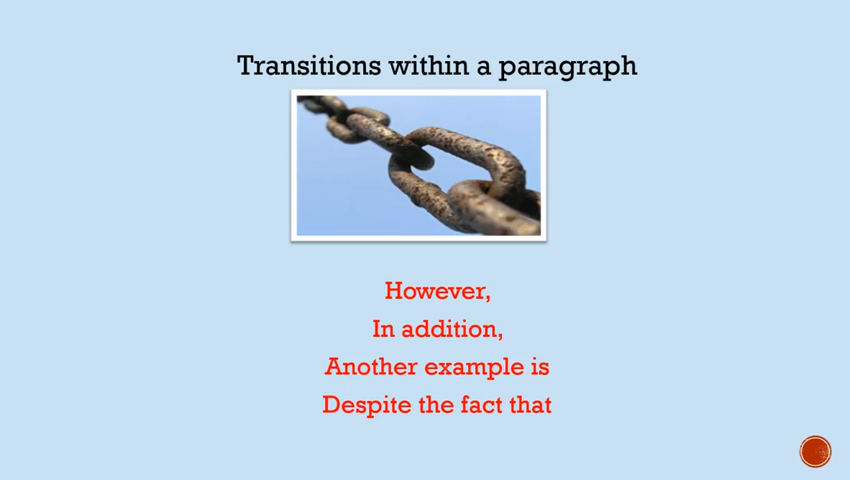 Transitions within a paragraph
However,
In addition,
Another example is
Despite the fact that